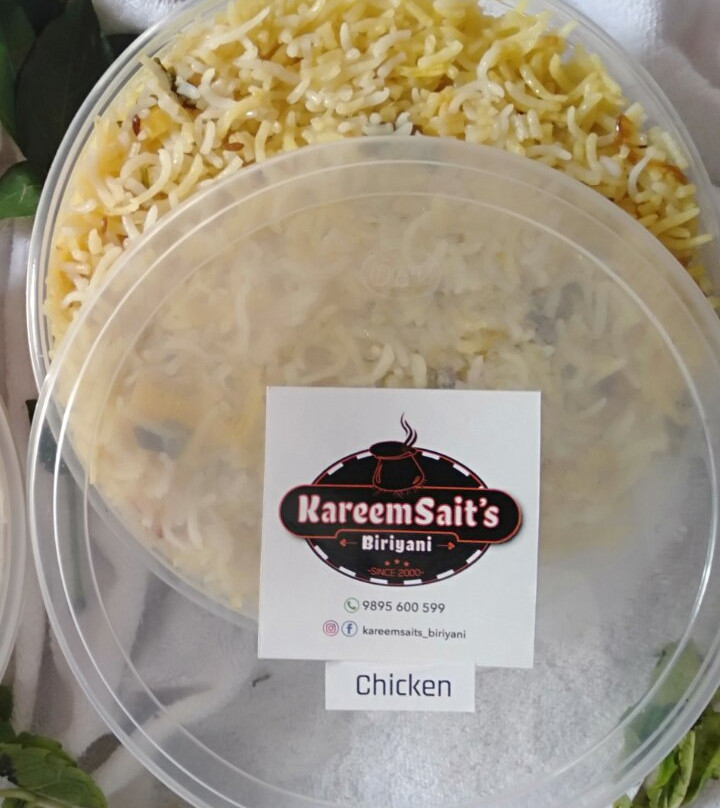 KareemSait's
Biriyani
-SINCE 2000-
9895 600 599
kareemsaits_biriyani
Chicken